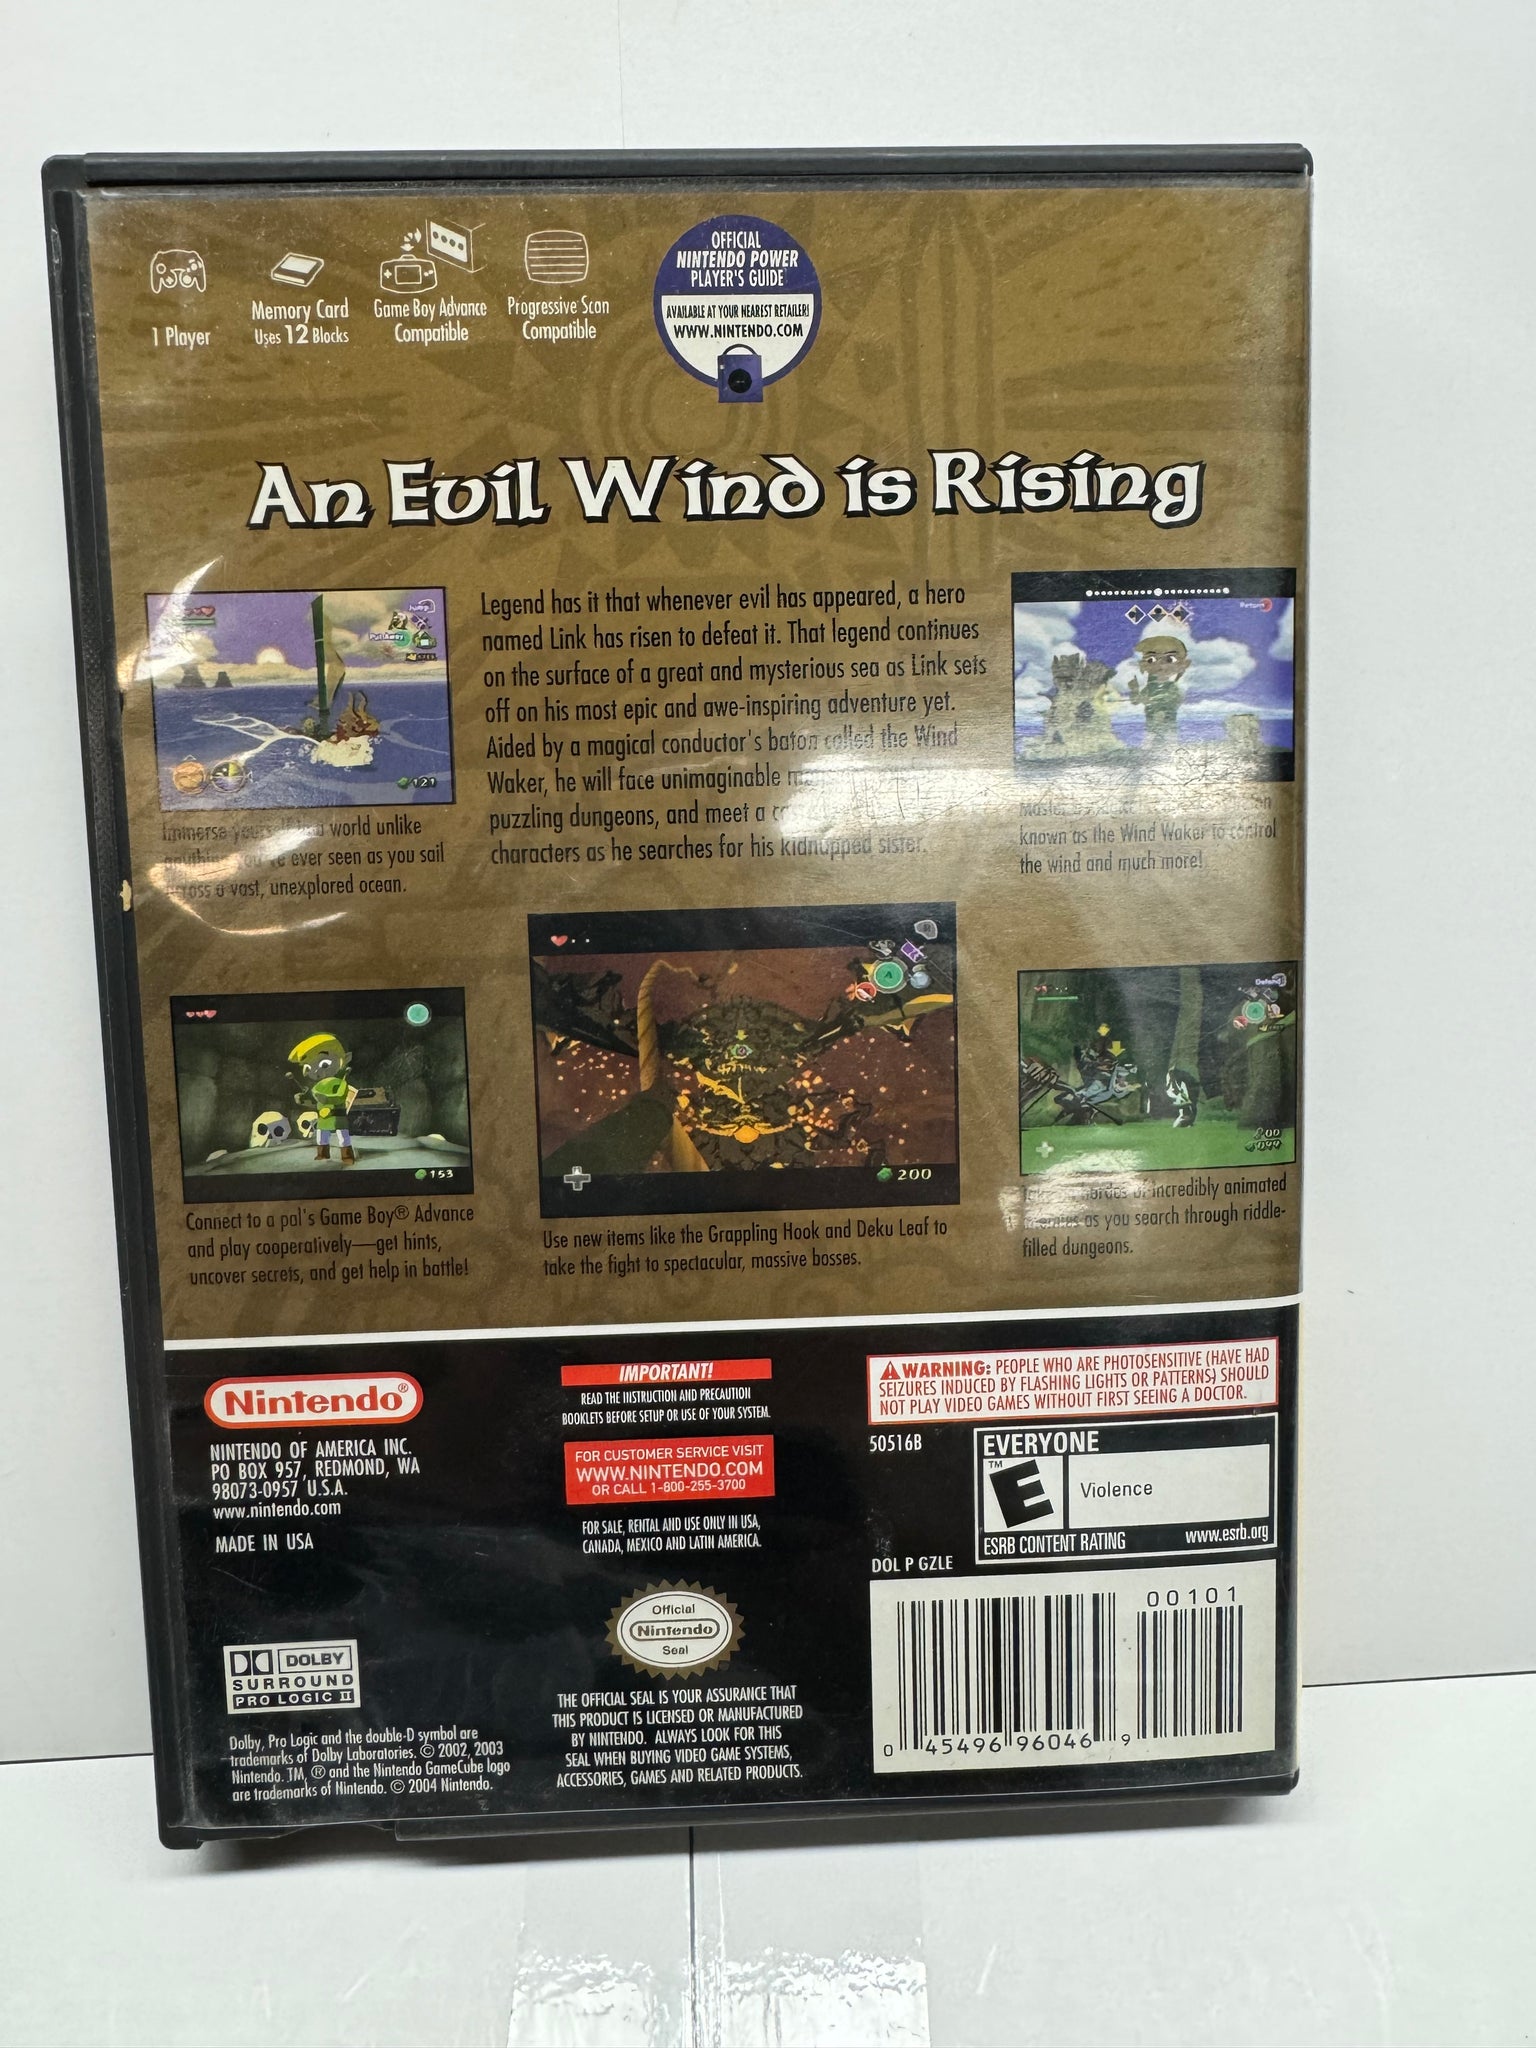 1 Player
Memory Card
Uses 12 Blocks
Game Boy Advance
Compatible
Progressive Scan
Compatible
OFFICIAL
NINTENDO POWER
PLAYER'S GUIDE
AVAILABLE AT YOUR NEAREST RETAILER!
WWW.NINTENDO.COM
An Evil Wind is Rising
Legend has it that whenever evil has appeared, a hero
named Link has risen to defeat it. That legend continues
on the surface of a great and mysterious sea as Link sets
off on his most epic and awe-inspiring adventure yet.
Aided by a magical conductor's baton called the Wind
Waker, he will face unimaginable
puzzling dungeons, and meet a
characters as he searches for his kidnapped sister.
Jump
Put Away
121
Immerse world unlike
ever seen as you sail
a vast, unexplored ocean.
Return
known as the Wind Waker to control
the wind and much more!
153
Connect to a pal's Game Boy® Advance
and play cooperatively—get hints,
uncover secrets, and get help in battle!
A
200
Use new items like the Grappling Hook and Deku Leaf to
take the fight to spectacular, massive bosses.
Defend
hordes of incredibly animated
as you search through riddle-
filled dungeons.
Nintendo®
NINTENDO OF AMERICA INC.
PO BOX 957, REDMOND, WA
98073-0957 U.S.A.
www.nintendo.com
MADE IN USA
IMPORTANT!
READ THE INSTRUCTION AND PRECAUTION
BOOKLETS BEFORE SETUP OR USE OF YOUR SYSTEM.
FOR CUSTOMER SERVICE VISIT
WWW.NINTENDO.COM
OR CALL 1-800-255-3700
FOR SALE, RENTAL AND USE ONLY IN USA,
CANADA, MEXICO AND LATIN AMERICA.
Official
Nintendo
Seal
THE OFFICIAL SEAL IS YOUR ASSURANCE THAT
THIS PRODUCT IS LICENSED OR MANUFACTURED
BY NINTENDO. ALWAYS LOOK FOR THIS
SEAL WHEN BUYING VIDEO GAME SYSTEMS,
ACCESSORIES, GAMES AND RELATED PRODUCTS.
DOLBY
SURROUND
PRO LOGIC II
Dolby, Pro Logic and the double-D symbol are
trademarks of Dolby Laboratories. © 2002, 2003
Nintendo. TM, ® and the Nintendo GameCube logo
are trademarks of Nintendo. © 2004 Nintendo.
WARNING: PEOPLE WHO ARE PHOTOSENSITIVE (HAVE HAD
SEIZURES INDUCED BY FLASHING LIGHTS OR PATTERNS) SHOULD
NOT PLAY VIDEO GAMES WITHOUT FIRST SEEING A DOCTOR.
50516B
EVERYONE
TM
E
Violence
ESRB CONTENT RATING www.esrb.org
DOL P GZLE
00101
0 45496 96046 9